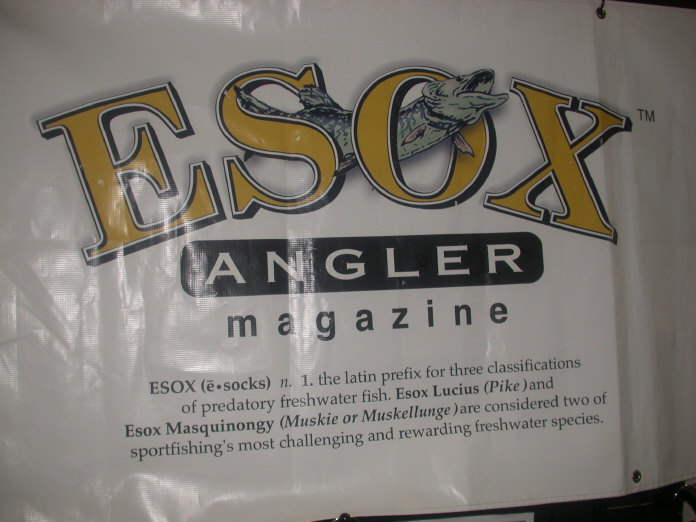 ESOX TM
ANGLER
magazine
ESOX (ē•socks) n. 1. the latin prefix for three classifications
of predatory freshwater fish. Esox Lucius (Pike) and
Esox Masquinongy (Muskie or Muskellunge) are considered two of
sportfishing's most challenging and rewarding freshwater species.